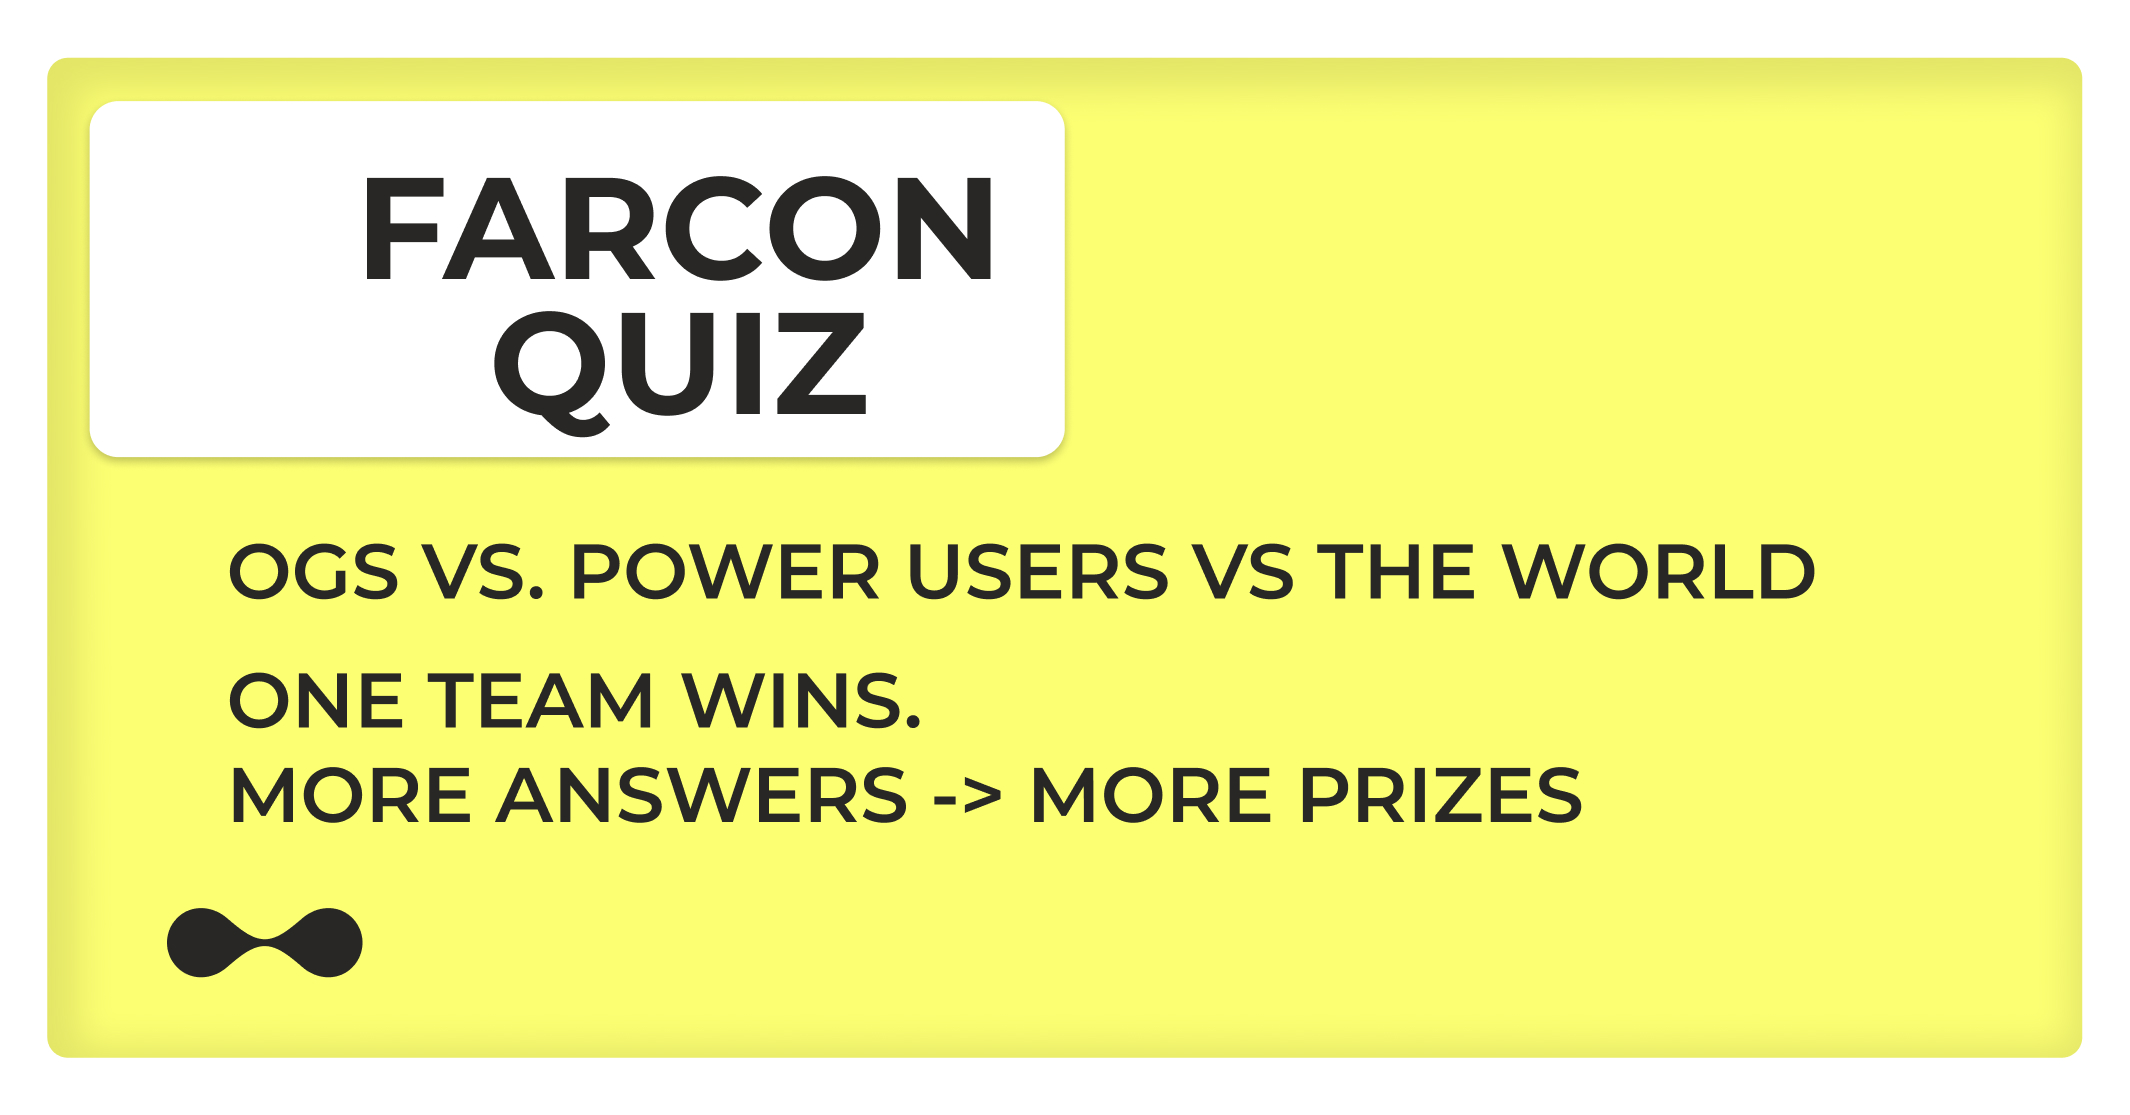 FARCON
QUIZ
OGS VS. POWER USERS VS THE WORLD
ONE TEAM WINS.
MORE ANSWERS -> MORE PRIZES